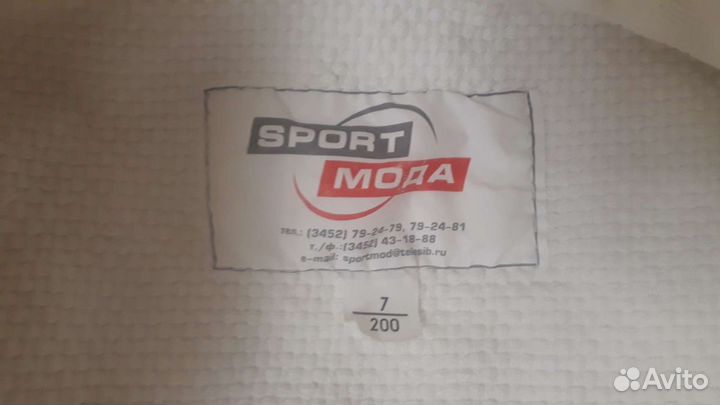 SPORT
МОДА
тел.: (3452) 79-24-79, 79-24-81
т./ф.:(3452) 43-18-88
e-mail: sportmod@teksib.ru
7
200
Avito